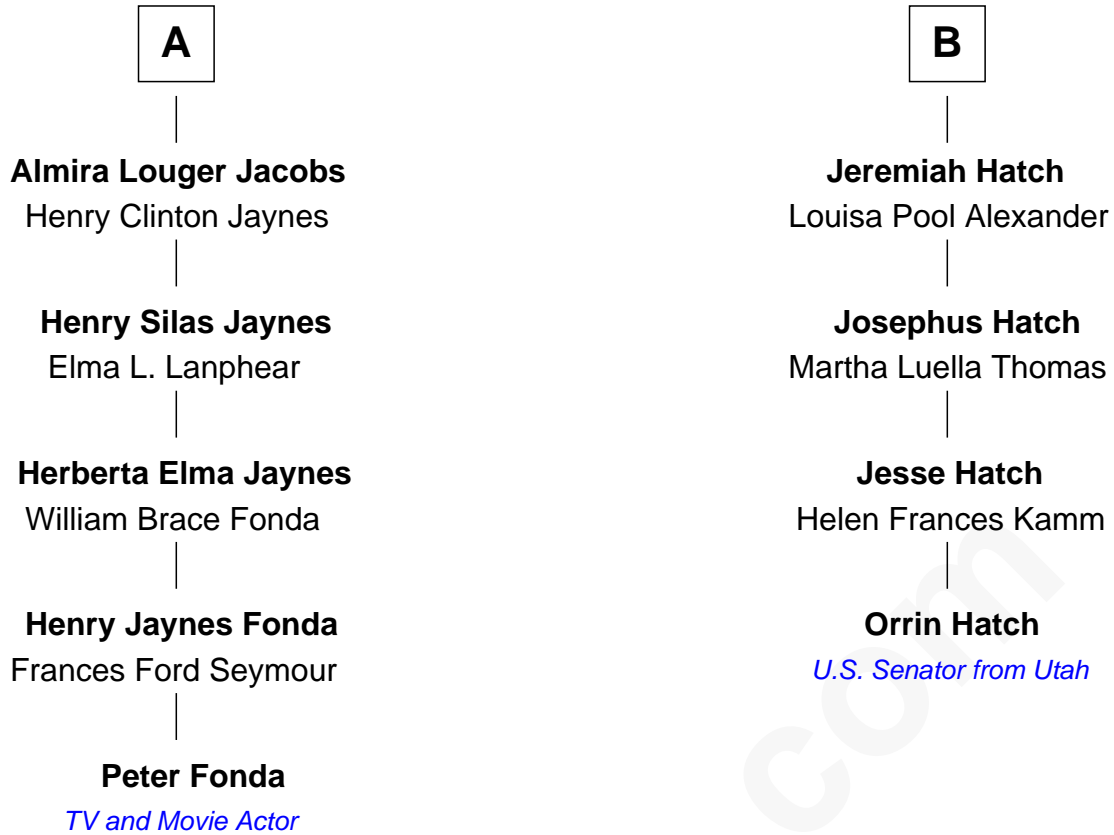 A
Almira Louger Jacobs
Henry Clinton Jaynes
Henry Silas Jaynes
Elma L. Lanphear
Herberta Elma Jaynes
William Brace Fonda
Henry Jaynes Fonda
Frances Ford Seymour
Peter Fonda
TV and Movie Actor
B
Jeremiah Hatch
Louisa Pool Alexander
Josephus Hatch
Martha Luella Thomas
Jesse Hatch
Helen Frances Kamm
Orrin Hatch
U.S. Senator from Utah
com